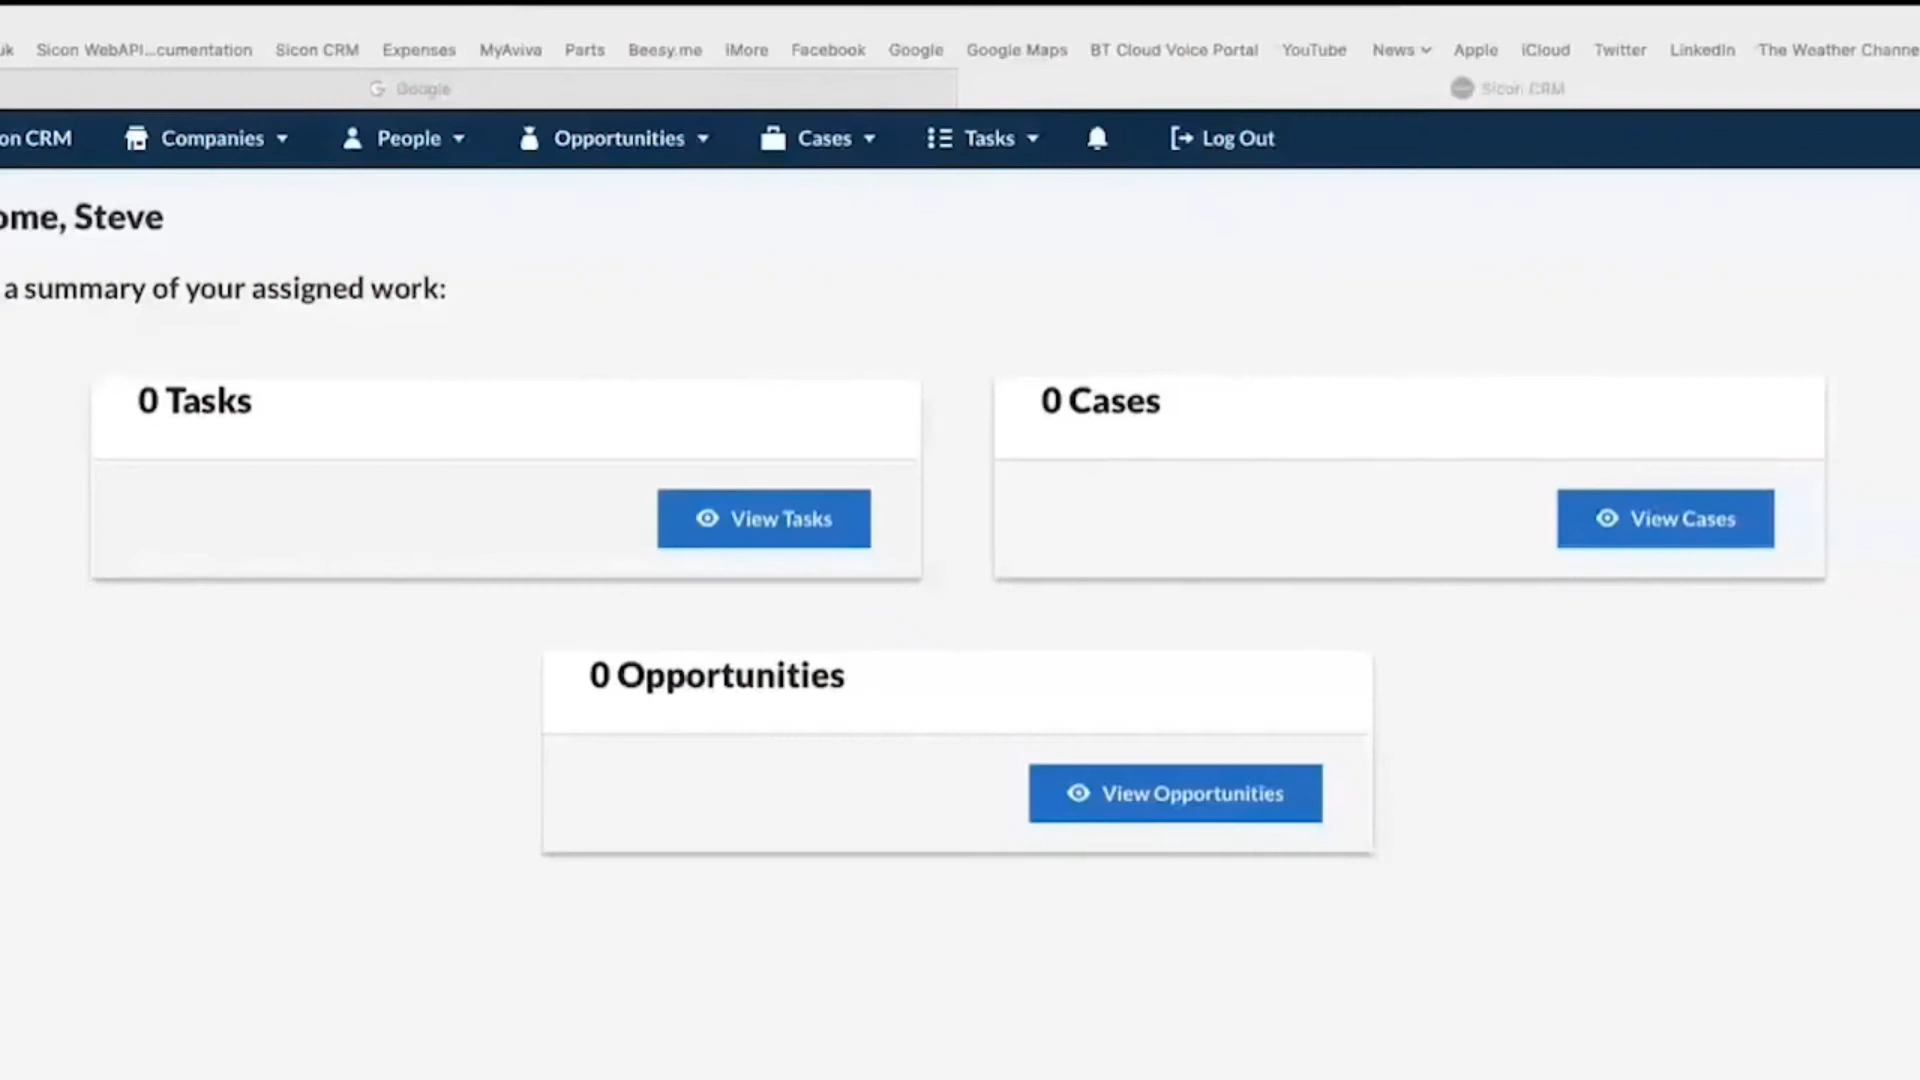 uk Sicon WebAPI...cumentation Sicon CRM Expenses MyAviva Parts Beesy.me iMore Facebook Google Google Maps BT Cloud Voice Portal YouTube News Apple iCloud Twitter LinkedIn The Weather Channe
Google Sicon CRM
on CRM Companies People Opportunities Cases Tasks Log Out
ome, Steve
a summary of your assigned work:
0 Tasks 0 Cases
View Tasks View Cases
0 Opportunities
View Opportunities